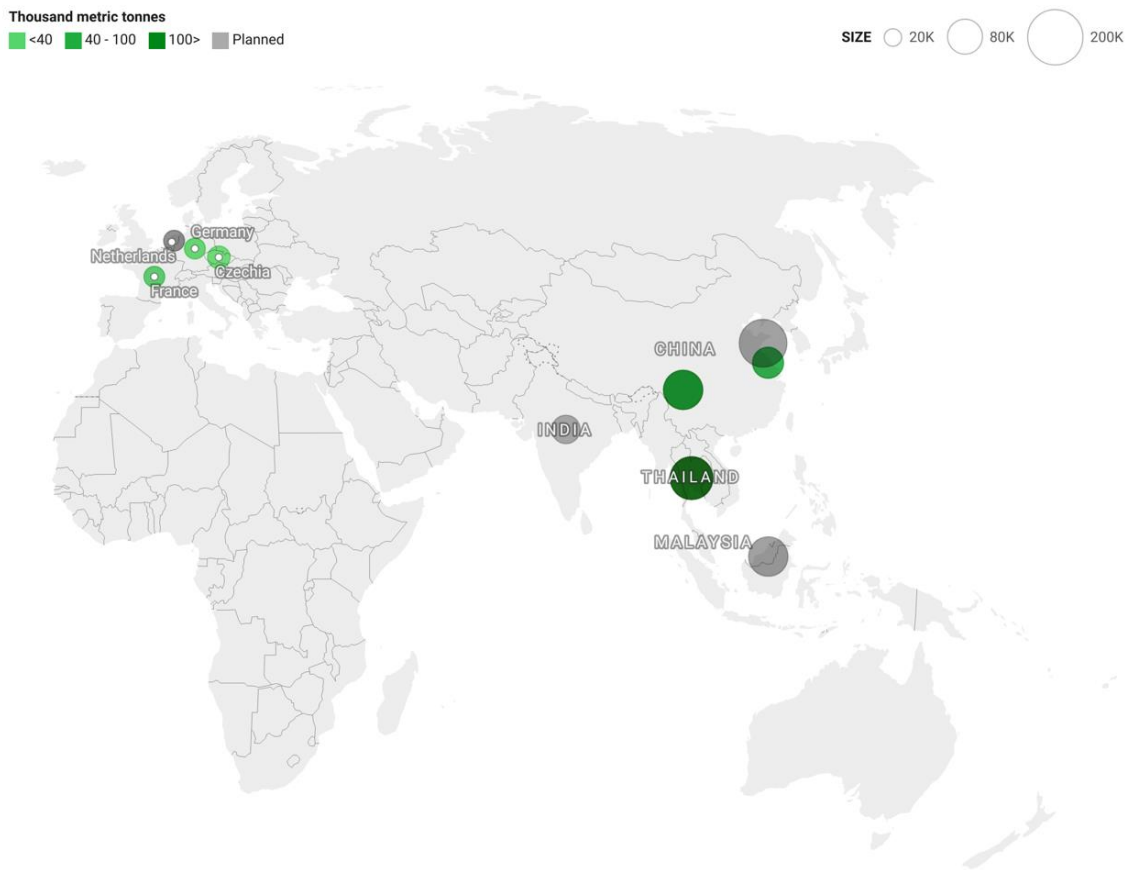 Thousand metric tonnes
<40 40 - 100 100> Planned
SIZE 20K 80K 200K
Germany
Netherlands
Czechia
France
CHINA
INDIA
THAILAND
MALAYSIA